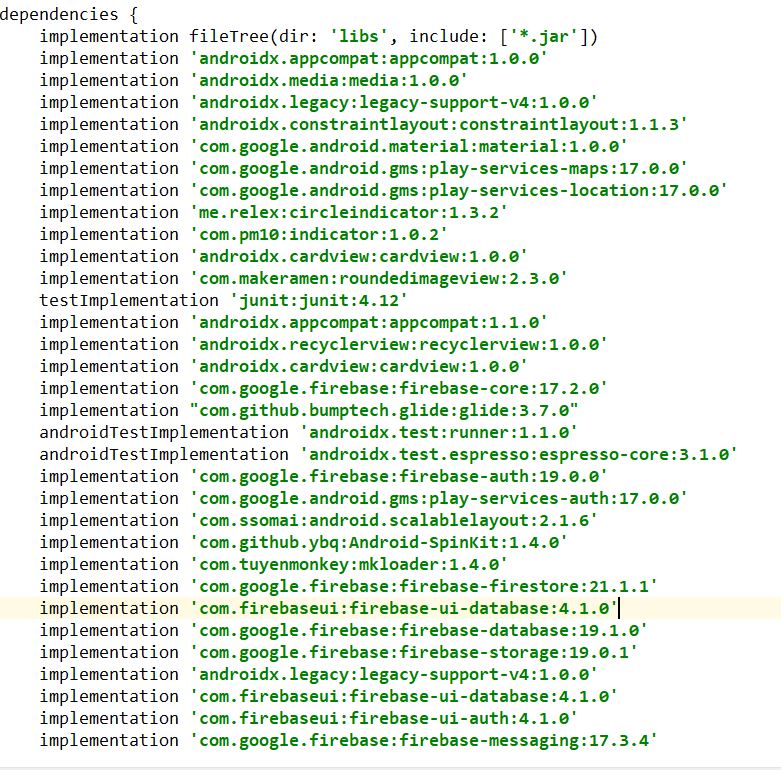 dependencies {
    implementation fileTree(dir: 'libs', include: ['*.jar'])
    implementation 'androidx.appcompat:appcompat:1.0.0'
    implementation 'androidx.media:media:1.0.0'
    implementation 'androidx.legacy:legacy-support-v4:1.0.0'
    implementation 'androidx.constraintlayout:constraintlayout:1.1.3'
    implementation 'com.google.android.material:material:1.0.0'
    implementation 'com.google.android.gms:play-services-maps:17.0.0'
    implementation 'com.google.android.gms:play-services-location:17.0.0'
    implementation 'me.relex:circleindicator:1.3.2'
    implementation 'com.pm10:indicator:1.0.2'
    implementation 'androidx.cardview:cardview:1.0.0'
    implementation 'com.makeramen:roundedimageview:2.3.0'
    testImplementation 'junit:junit:4.12'
    implementation 'androidx.appcompat:appcompat:1.1.0'
    implementation 'androidx.recyclerview:recyclerview:1.0.0'
    implementation 'androidx.cardview:cardview:1.0.0'
    implementation 'com.google.firebase:firebase-core:17.2.0'
    implementation "com.github.bumptech.glide:glide:3.7.0"
    androidTestImplementation 'androidx.test:runner:1.1.0'
    androidTestImplementation 'androidx.test.espresso:espresso-core:3.1.0'
    implementation 'com.google.firebase:firebase-auth:19.0.0'
    implementation 'com.google.android.gms:play-services-auth:17.0.0'
    implementation 'com.ssomai:android.scalablelayout:2.1.6'
    implementation 'com.github.ybq:Android-SpinKit:1.4.0'
    implementation 'com.tuyenmonkey:mkloader:1.4.0'
    implementation 'com.google.firebase:firebase-firestore:21.1.1'
    implementation 'com.firebaseui:firebase-ui-database:4.1.0'
    implementation 'com.google.firebase:firebase-database:19.1.0'
    implementation 'com.google.firebase:firebase-storage:19.0.1'
    implementation 'androidx.legacy:legacy-support-v4:1.0.0'
    implementation 'com.firebaseui:firebase-ui-database:4.1.0'
    implementation 'com.firebaseui:firebase-ui-auth:4.1.0'
    implementation 'com.google.firebase:firebase-messaging:17.3.4'